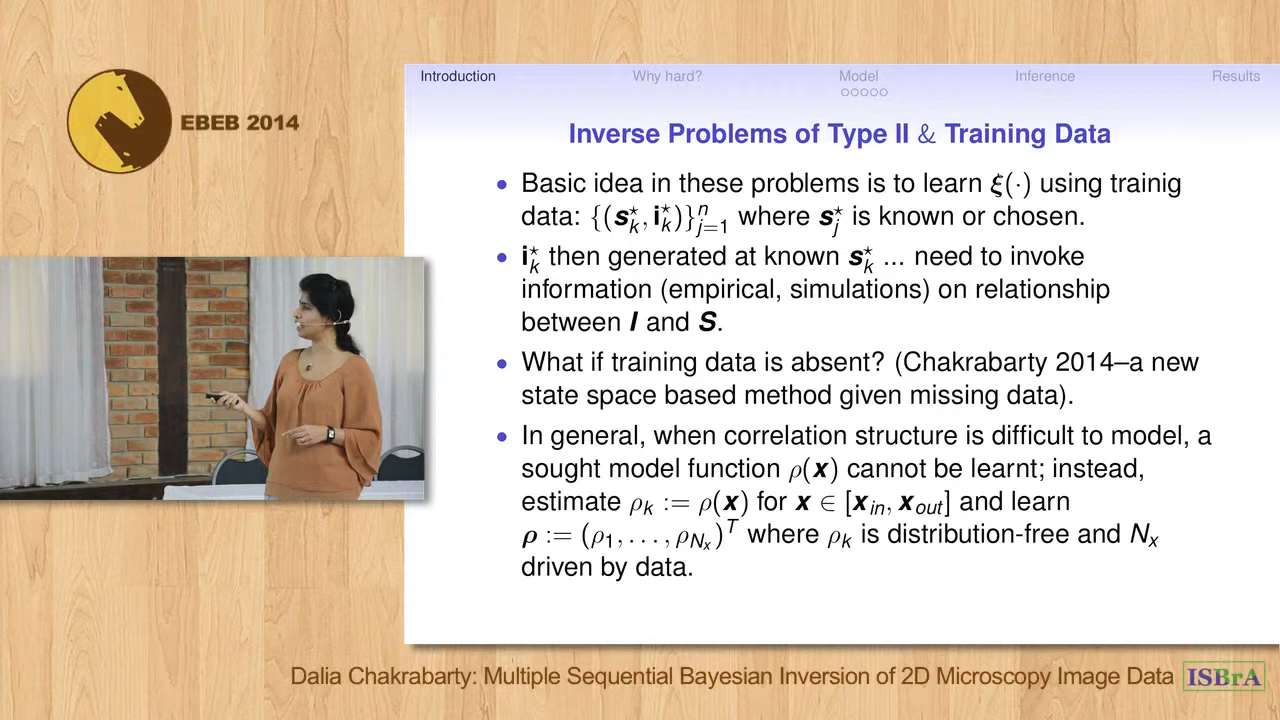 Introduction Why hard? Model Inference Results
EBEB 2014
Inverse Problems of Type II & Training Data
• Basic idea in these problems is to learn ξ(·) using trainig
data: {(s⋆k, i⋆k)}ⁿj=1 where s⋆j is known or chosen.
• i⋆k then generated at known s⋆k ... need to invoke
information (empirical, simulations) on relationship
between I and S.
• What if training data is absent? (Chakrabarty 2014–a new
state space based method given missing data).
• In general, when correlation structure is difficult to model, a
sought model function ρ(x) cannot be learnt; instead,
estimate ρk := ρ(x) for x ∈ [xin, xout] and learn
ρ := (ρ1, . . . , ρNx)T where ρk is distribution-free and Nx
driven by data.
Dalia Chakrabarty: Multiple Sequential Bayesian Inversion of 2D Microscopy Image Data ISBrA